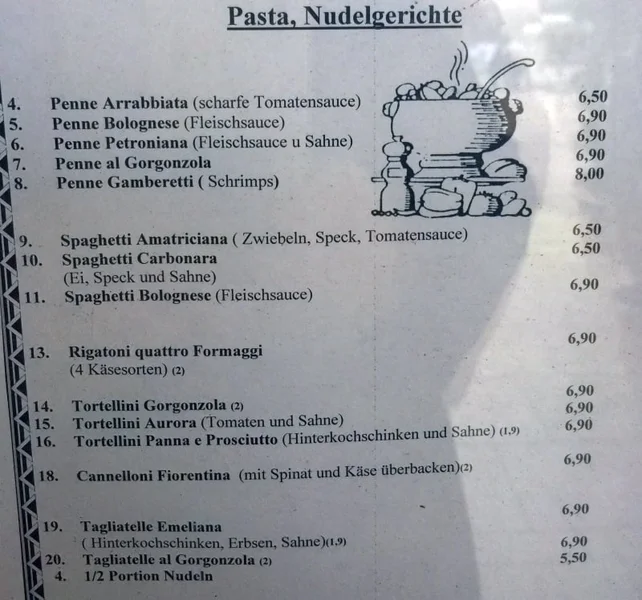 Pasta, Nudelgerichte
4. Penne Arrabbiata (scharfe Tomatensauce) 6,50
5. Penne Bolognese (Fleischsauce) 6,90
6. Penne Petroniana (Fleischsauce u Sahne) 6,90
7. Penne al Gorgonzola 6,90
8. Penne Gamberetti ( Schrimps) 8,00
9. Spaghetti Amatriciana ( Zwiebeln, Speck, Tomatensauce) 6,50
10. Spaghetti Carbonara 6,50
(Ei, Speck und Sahne)
11. Spaghetti Bolognese (Fleischsauce) 6,90
13. Rigatoni quattro Formaggi 6,90
(4 Käsesorten) (2)
14. Tortellini Gorgonzola (2) 6,90
15. Tortellini Aurora (Tomaten und Sahne) 6,90
16. Tortellini Panna e Prosciutto (Hinterkochschinken und Sahne) (1,9) 6,90
18. Cannelloni Fiorentina (mit Spinat und Käse überbacken)(2) 6,90
19. Tagliatelle Emeliana 6,90
( Hinterkochschinken, Erbsen, Sahne)(1,9)
20. Tagliatelle al Gorgonzola (2) 6,90
4. 1/2 Portion Nudeln 5,50